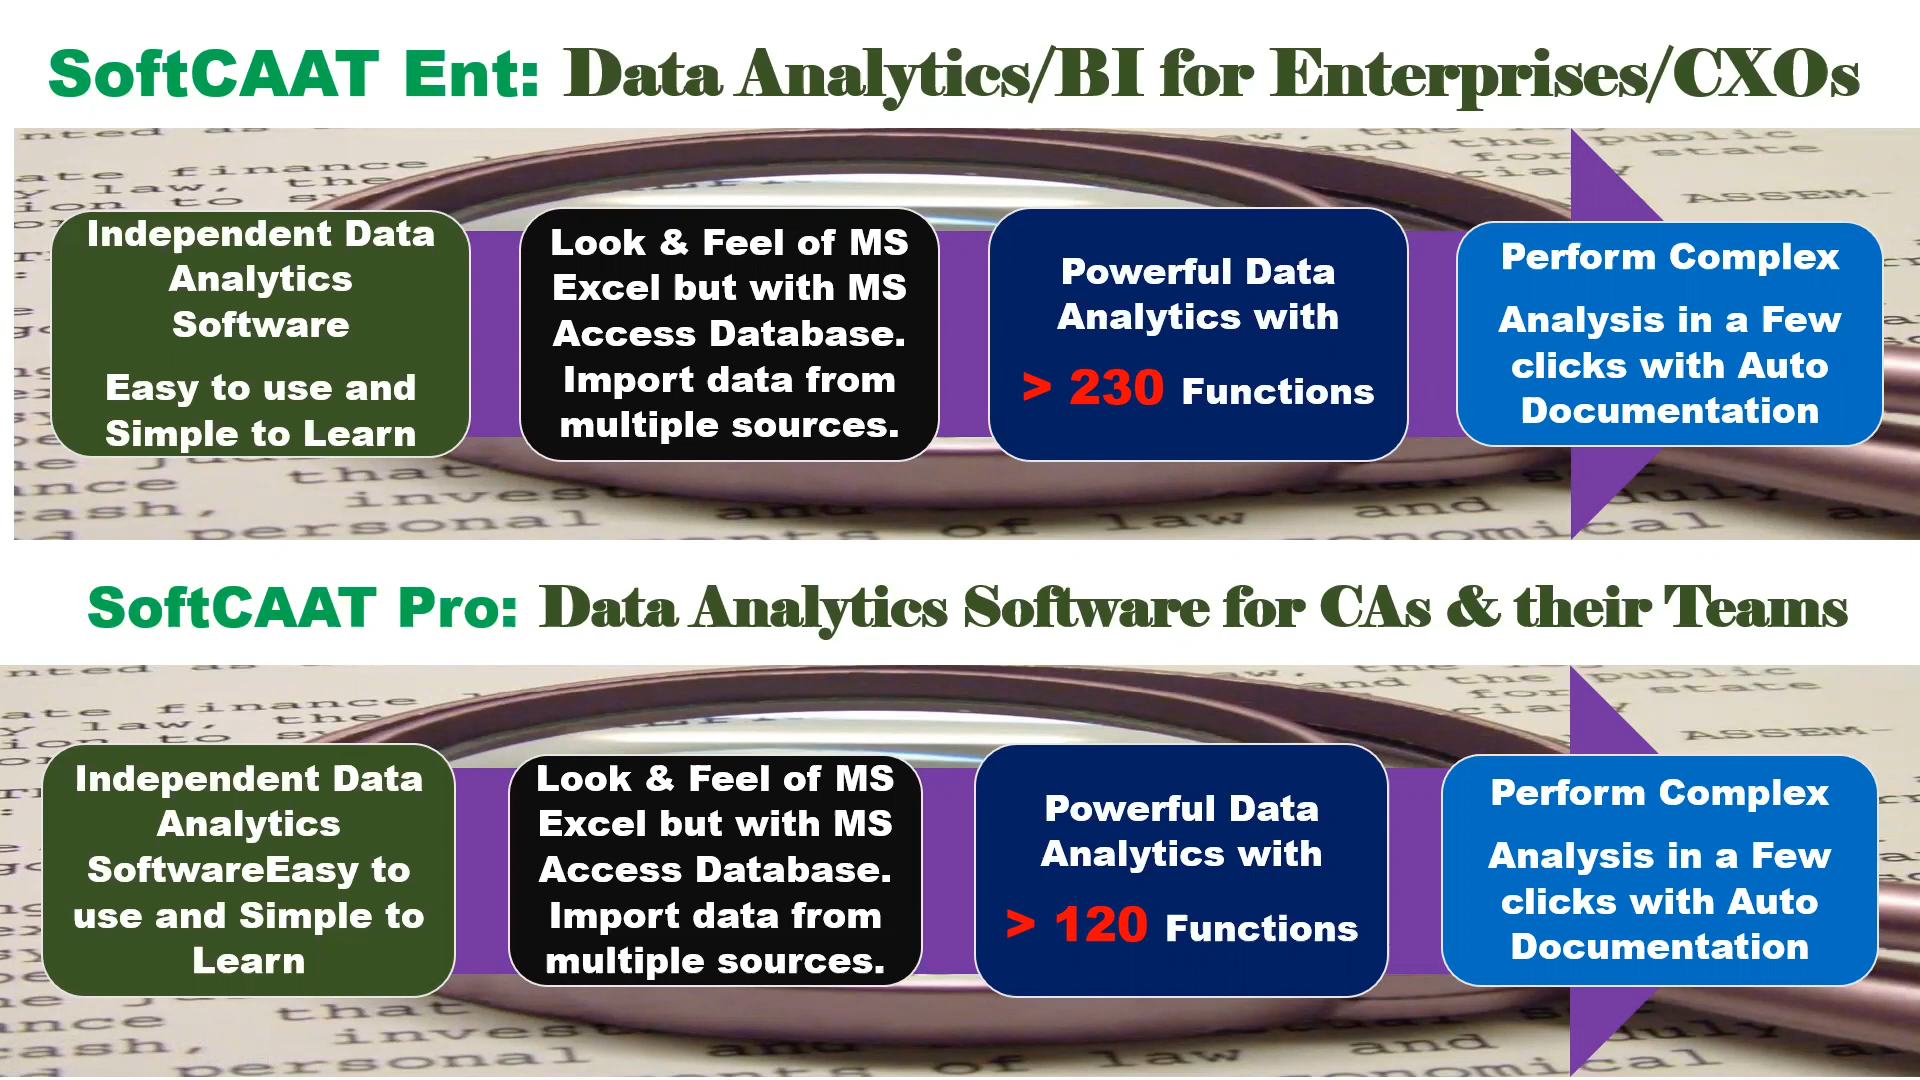 SoftCAAT Ent: Data Analytics/BI for Enterprises/CXOs
Independent Data
Analytics
Software
Easy to use and
Simple to Learn
Look & Feel of MS
Excel but with MS
Access Database.
Import data from
multiple sources.
Powerful Data
Analytics with
> 230 Functions
Perform Complex
Analysis in a Few
clicks with Auto
Documentation
SoftCAAT Pro: Data Analytics Software for CAs & their Teams
Independent Data
Analytics
SoftwareEasy to
use and Simple to
Learn
Look & Feel of MS
Excel but with MS
Access Database.
Import data from
multiple sources.
Powerful Data
Analytics with
> 120 Functions
Perform Complex
Analysis in a Few
clicks with Auto
Documentation